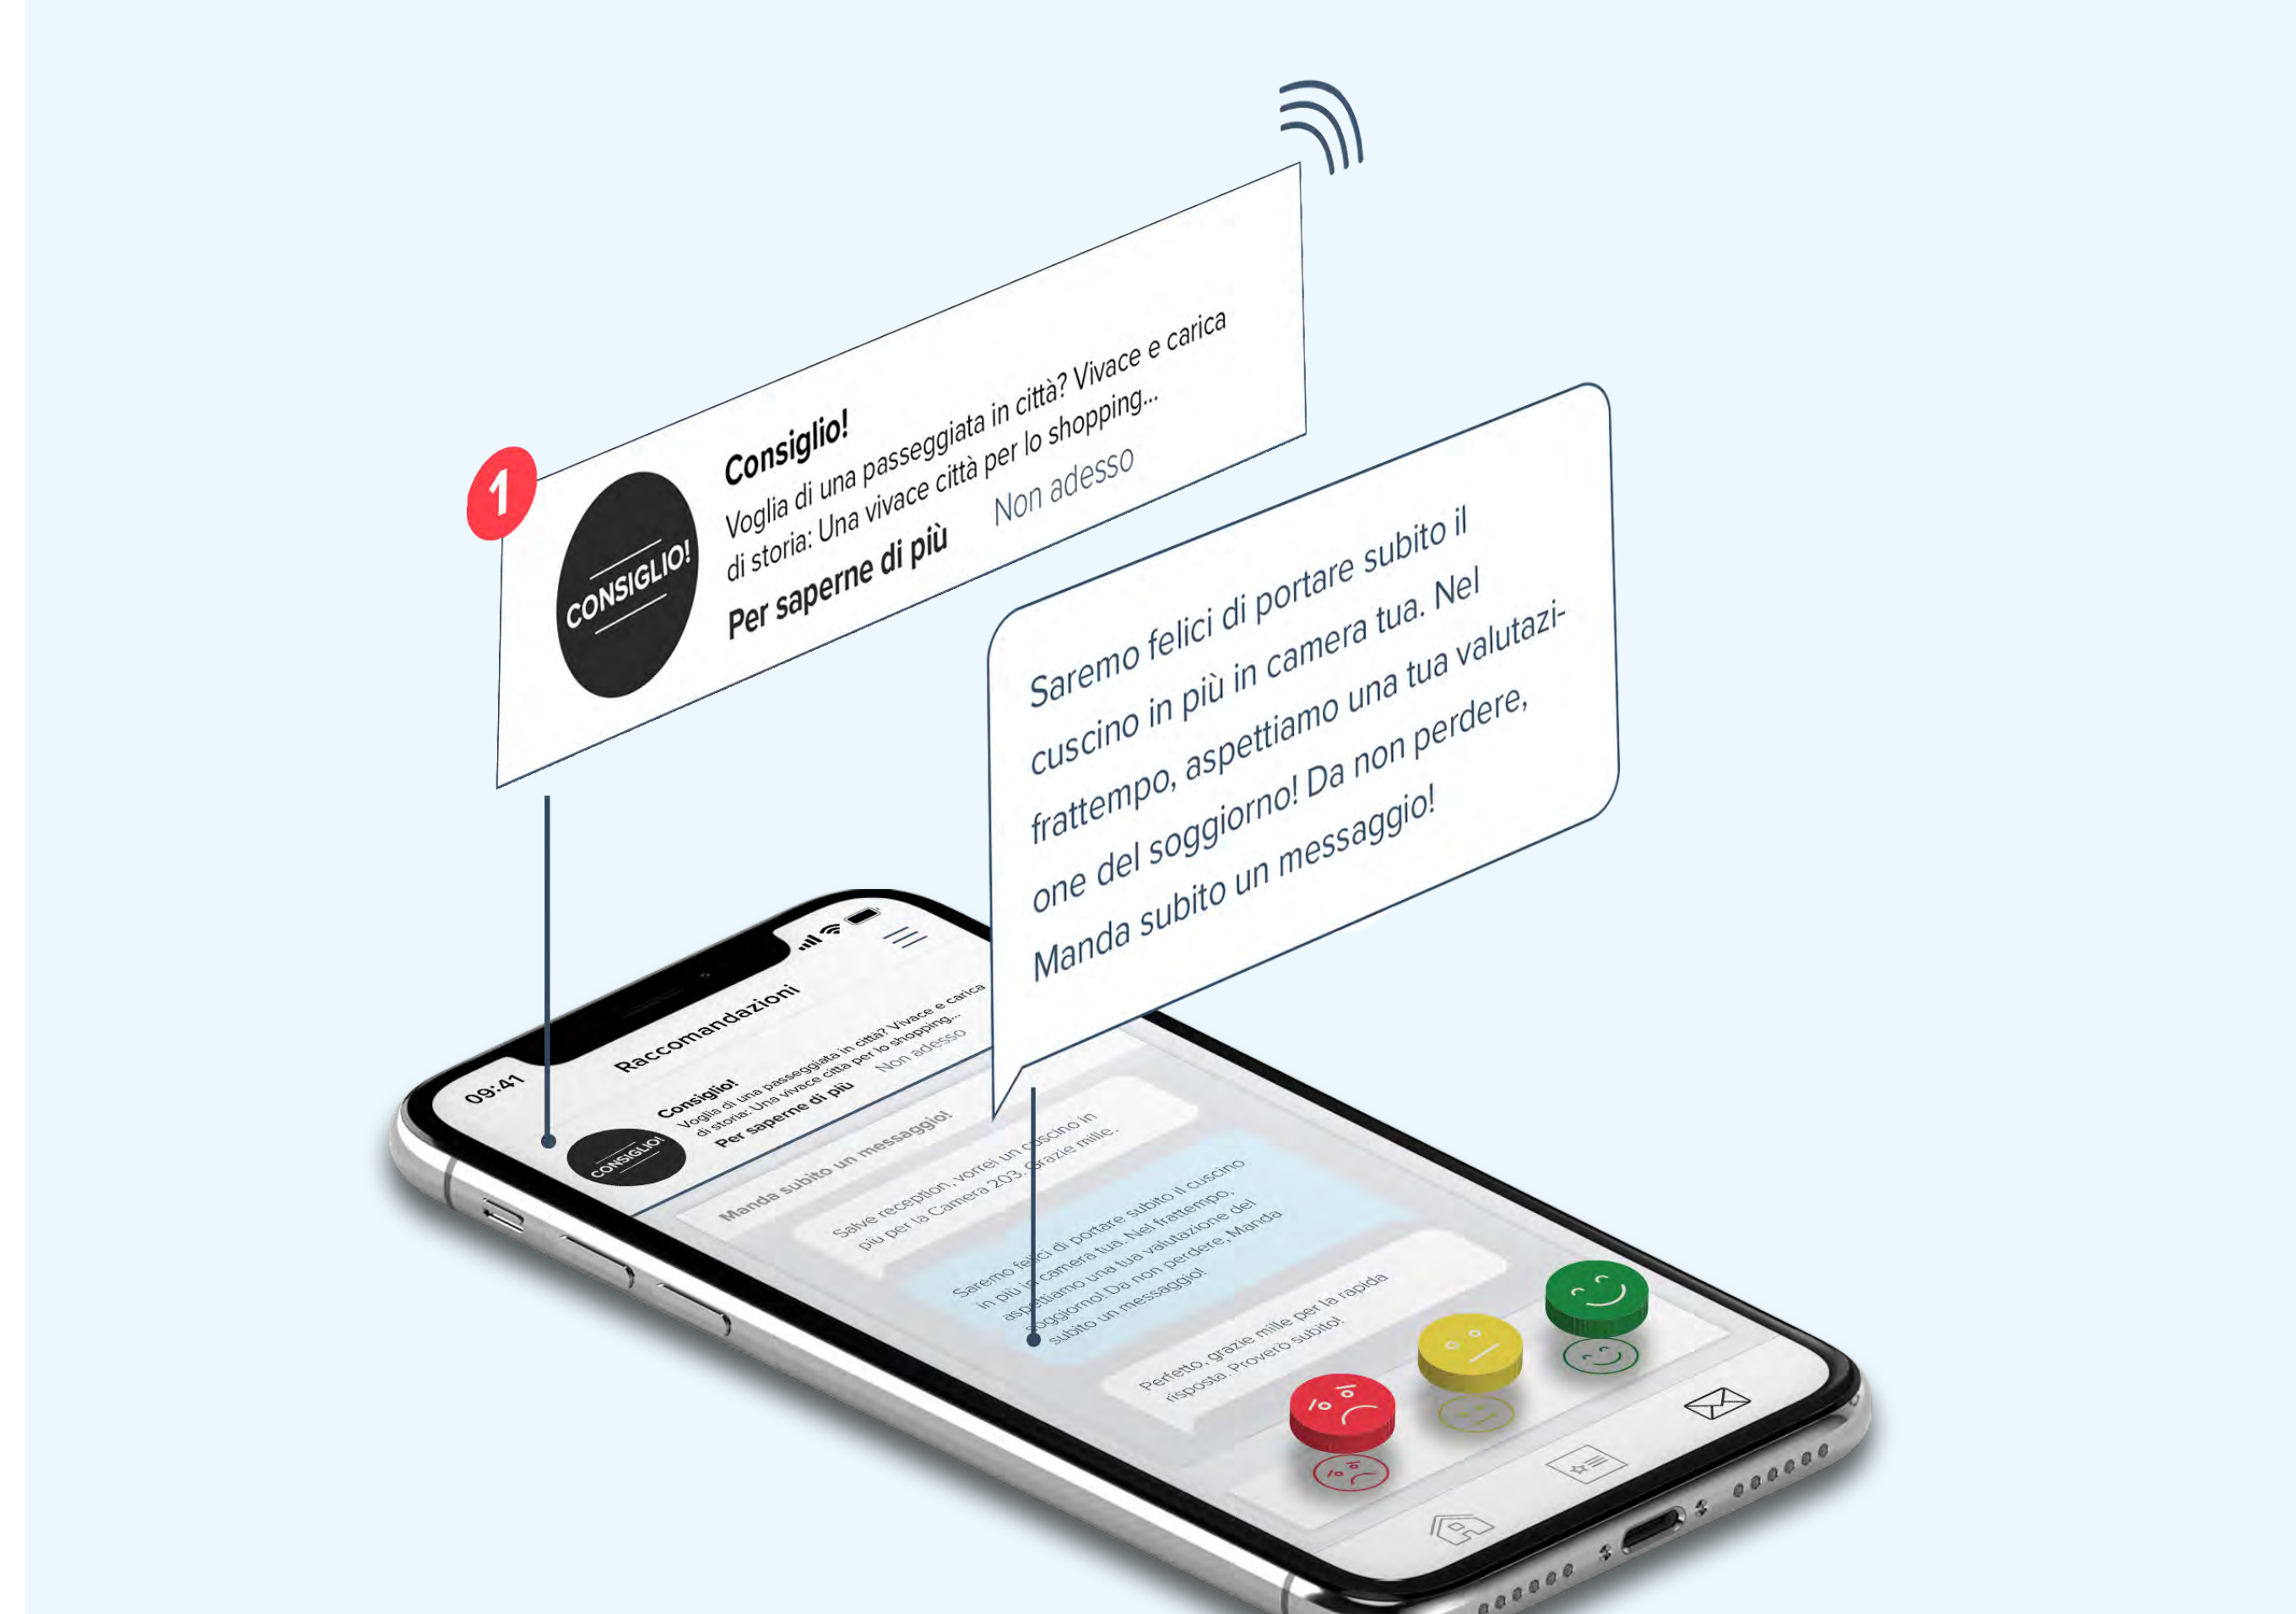 1
CONSIGLIO!
Consiglio!
Voglia di una passeggiata in città? Vivace e carica
di storia: Una vivace città per lo shopping...
Per saperne di più Non adesso
Saremo felici di portare subito il
cuscino in più in camera tua. Nel
frattempo, aspettiamo una tua valutazi-
one del soggiorno! Da non perdere,
Manda subito un messaggio!
09:41
Raccomandazioni
CONSIGLIO!
Consiglio!
Voglia di una passeggiata in città? Vivace e carica
di storia: Una vivace città per lo shopping...
Per saperne di più Non adesso
Manda subito un messaggio!
Salve reception, vorrei un cuscino in
più per la Camera 203. Grazie mille.
Saremo felici di portare subito il cuscino
in più in camera tua. Nel frattempo,
aspettiamo una tua valutazione del
soggiorno! Da non perdere, Manda
subito un messaggio!
Perfetto, grazie mille per la rapida
risposta. Proverò subito!